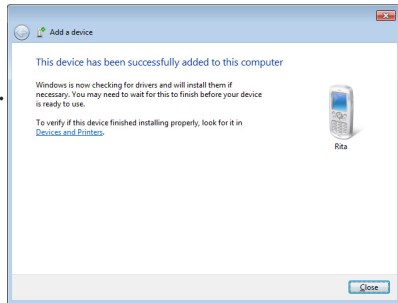 Add a device
This device has been successfully added to this computer
Windows is now checking for drivers and will install them if
necessary. You may need to wait for this to finish before your device
is ready to use.
To verify if this device finished installing properly, look for it in
Devices and Printers.
Rita
Close